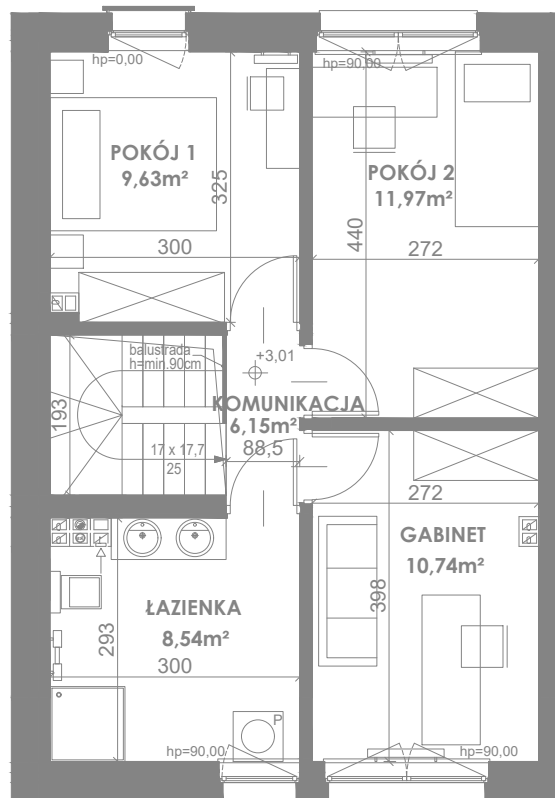 hp=0,00
hp=90,00
POKÓJ 1
9,63m²
325
300
POKÓJ 2
11,97m²
440
272
balustrada
h=min.90cm
+3,01
KOMUNIKACJA
6,15m²
88,5
193
17 x 17,7
25
272
GABINET
10,74m²
398
ŁAZIENKA
8,54m²
293
300
P
hp=90,00
hp=90,00